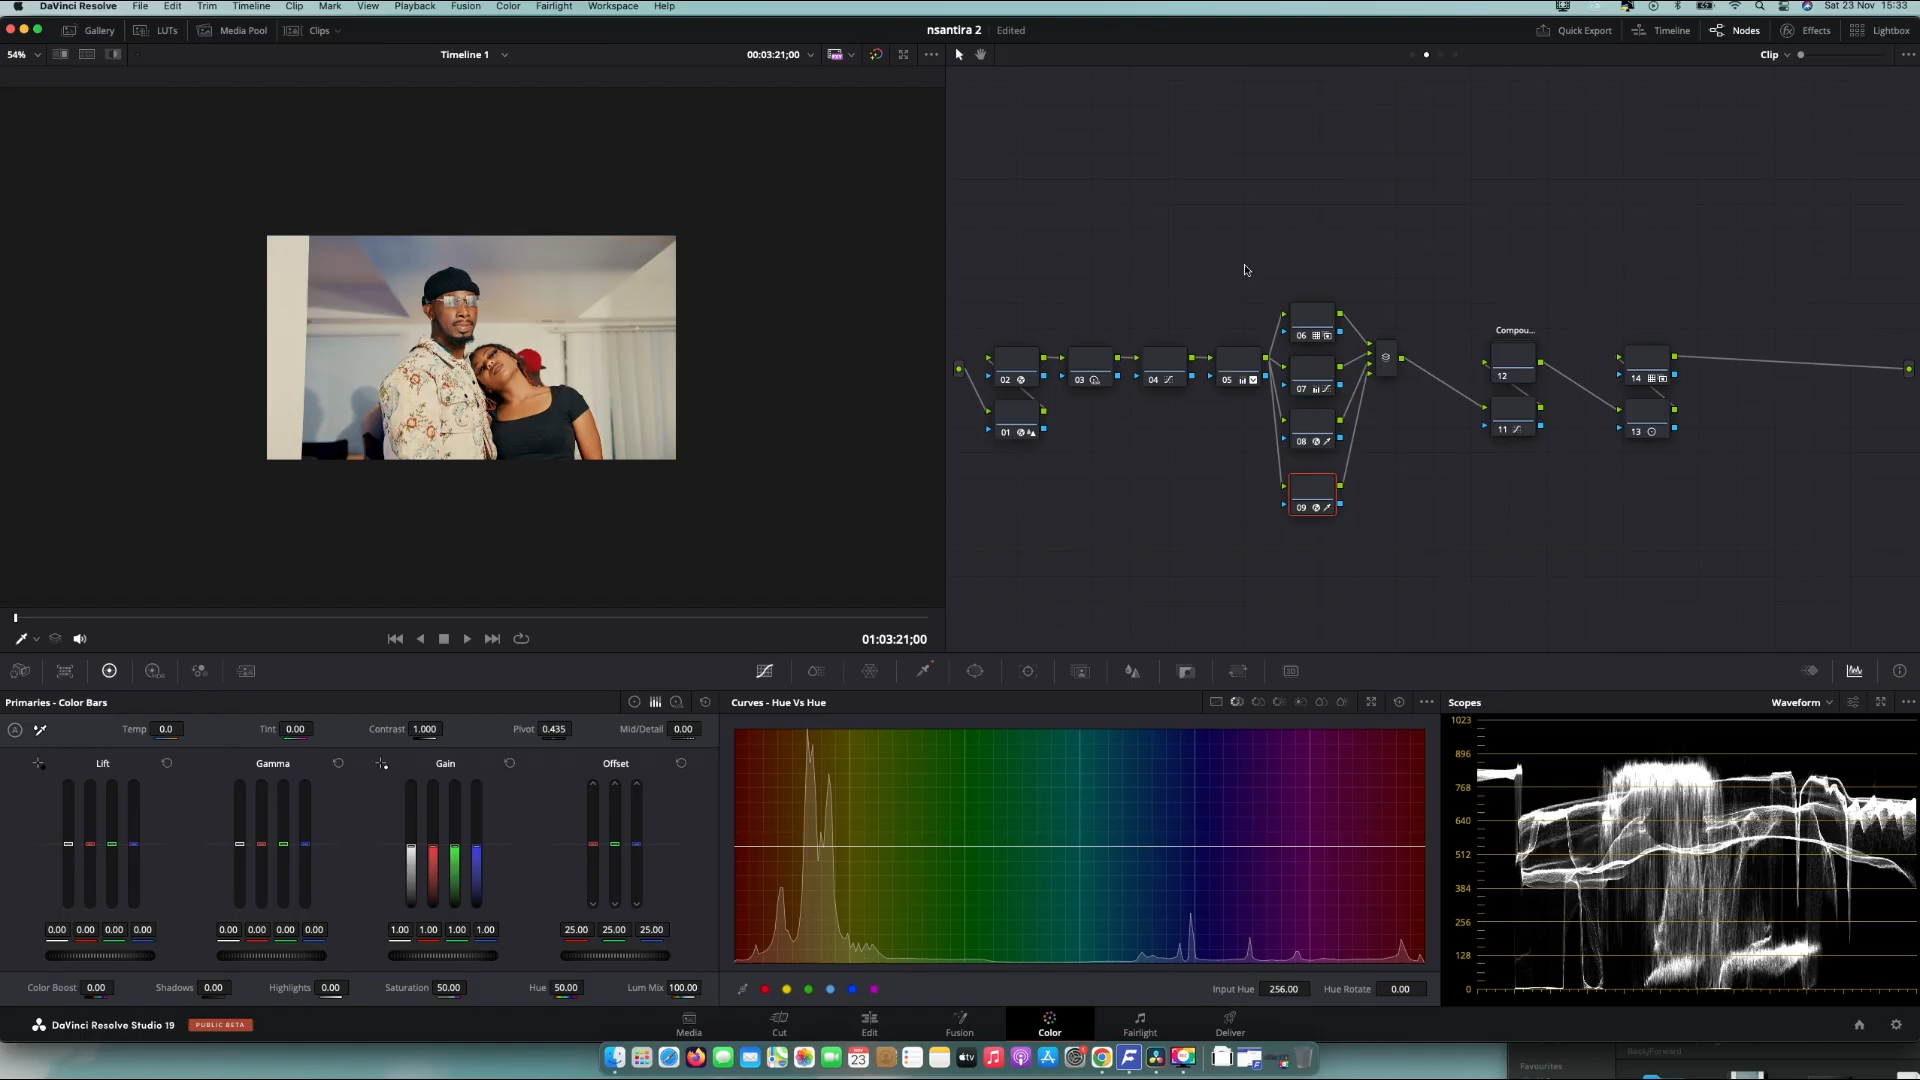 DaVinci Resolve File Edit Trim Timeline Clip Mark View Playback Fusion Color Fairlight Workspace Help Sat 23 Nov 15:33
Gallery LUTs Media Pool Clips nsantira 2 Edited Quick Export Timeline Nodes Effects Lightbox
54% Timeline 1 00:03:21;00 Clip
Compou...
06
02 03 04 05 07 12 14
01 08 11 13
09
01:03:21;00
Primaries - Color Bars Curves - Hue Vs Hue Scopes Waveform
Temp 0.0 Tint 0.00 Contrast 1.000 Pivot 0.435 Mid/Detail 0.00
Lift Gamma Gain Offset
0.00 0.00 0.00 0.00 0.00 0.00 0.00 0.00 1.00 1.00 1.00 1.00 25.00 25.00 25.00
Color Boost 0.00 Shadows 0.00 Highlights 0.00 Saturation 50.00 Hue 50.00 Lum Mix 100.00 Input Hue 256.00 Hue Rotate 0.00
1023
896
768
640
512
384
256
128
0
DaVinci Resolve Studio 19 PUBLIC BETA Media Cut Edit Fusion Color Fairlight Deliver
NOV
23
tv
Back/Forward
Favourites